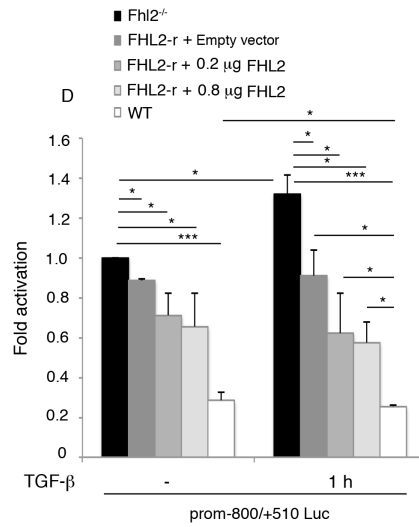 Fhl2-/-
FHL2-r + Empty vector
FHL2-r + 0.2 µg FHL2
FHL2-r + 0.8 µg FHL2
WT
D
*
*
*
*
***
*
*
*
*
*
***
*
*
*
Fold activation
1.6
1.4
1.2
1.0
0.8
0.6
0.4
0.2
0
TGF-β - 1 h
prom-800/+510 Luc